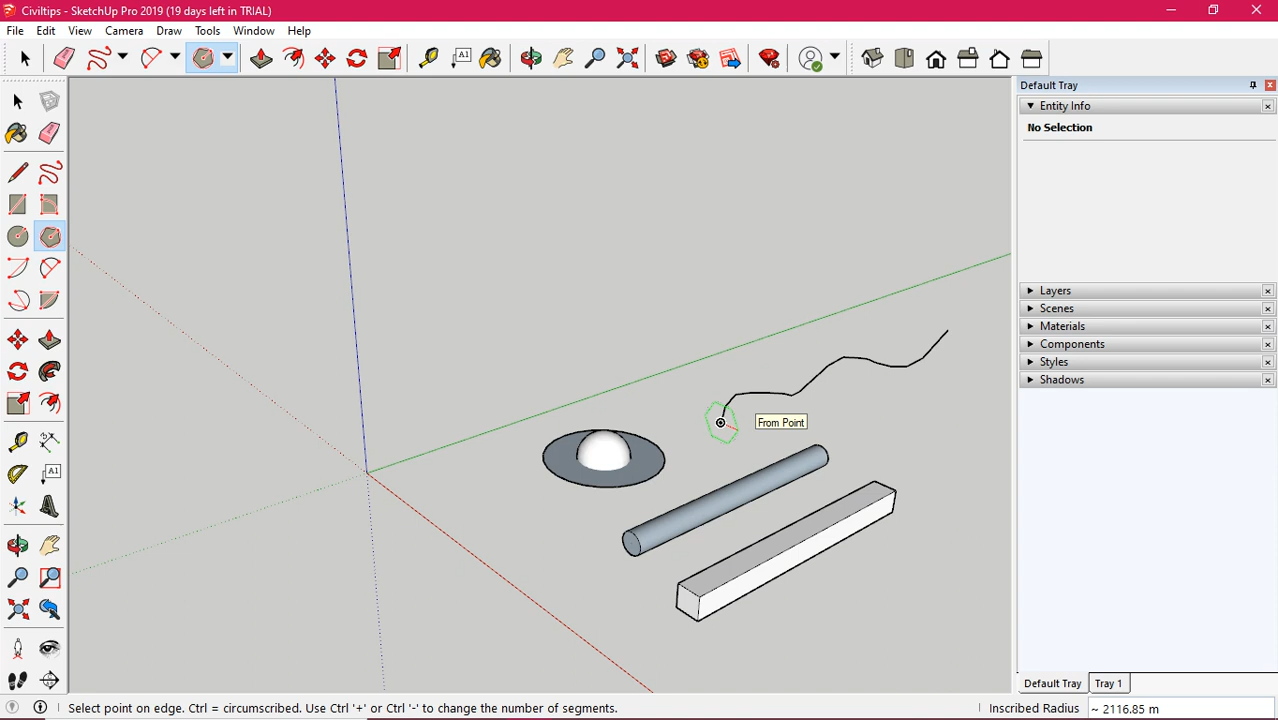 Civiltips - SketchUp Pro 2019 (19 days left in TRIAL)
File Edit View Camera Draw Tools Window Help
A1
Default Tray
Entity Info
No Selection
Layers
Scenes
Materials
Components
Styles
Shadows
From Point
A1
Default Tray Tray 1
Select point on edge. Ctrl = circumscribed. Use Ctrl '+' or Ctrl '-' to change the number of segments. Inscribed Radius ~ 2116.85 m